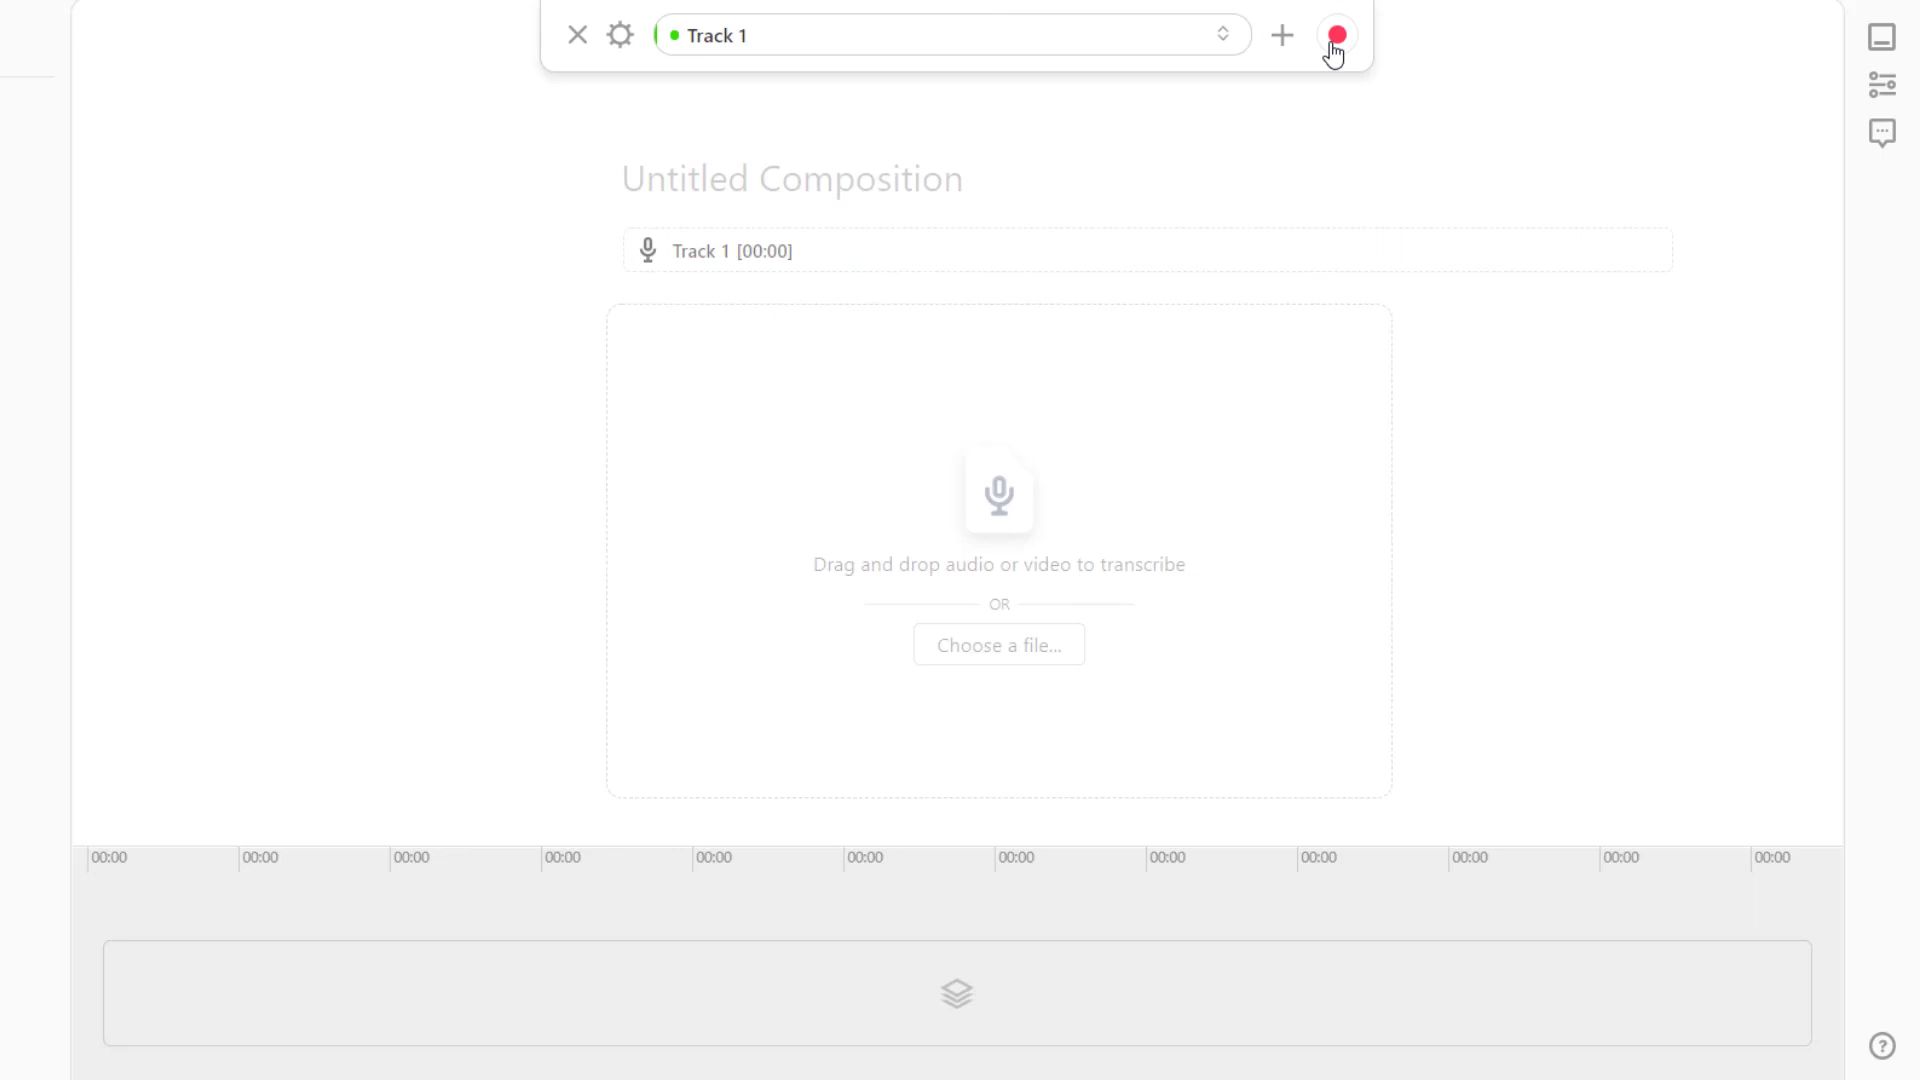 Track 1
Untitled Composition
Track 1 [00:00]
Drag and drop audio or video to transcribe
OR
Choose a file...
00:00 00:00 00:00 00:00 00:00 00:00 00:00 00:00 00:00 00:00 00:00 00:00